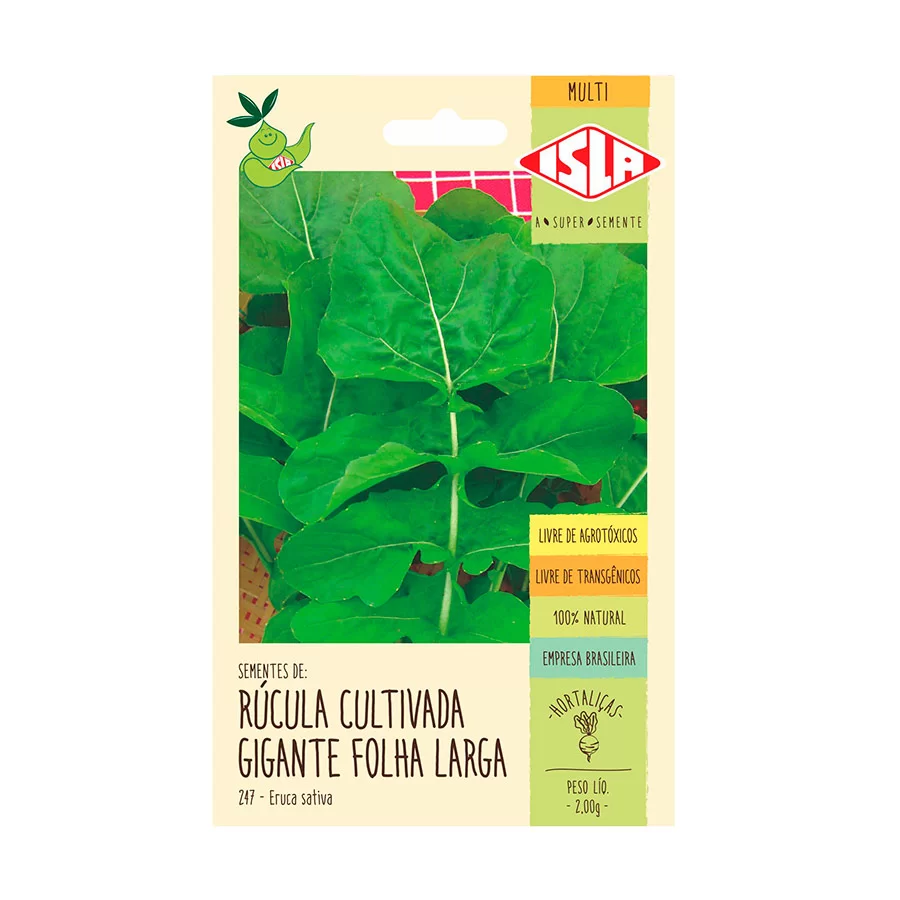 MULTI
ISLA
ISLA
A SUPER SEMENTE
LIVRE DE AGROTÓXICOS
LIVRE DE TRANSGÊNICOS
100% NATURAL
EMPRESA BRASILEIRA
SEMENTES DE:
RÚCULA CULTIVADA
GIGANTE FOLHA LARGA
247 - Eruca sativa
-HORTALIÇAS-
PESO LÍQ.
- 2,00g -